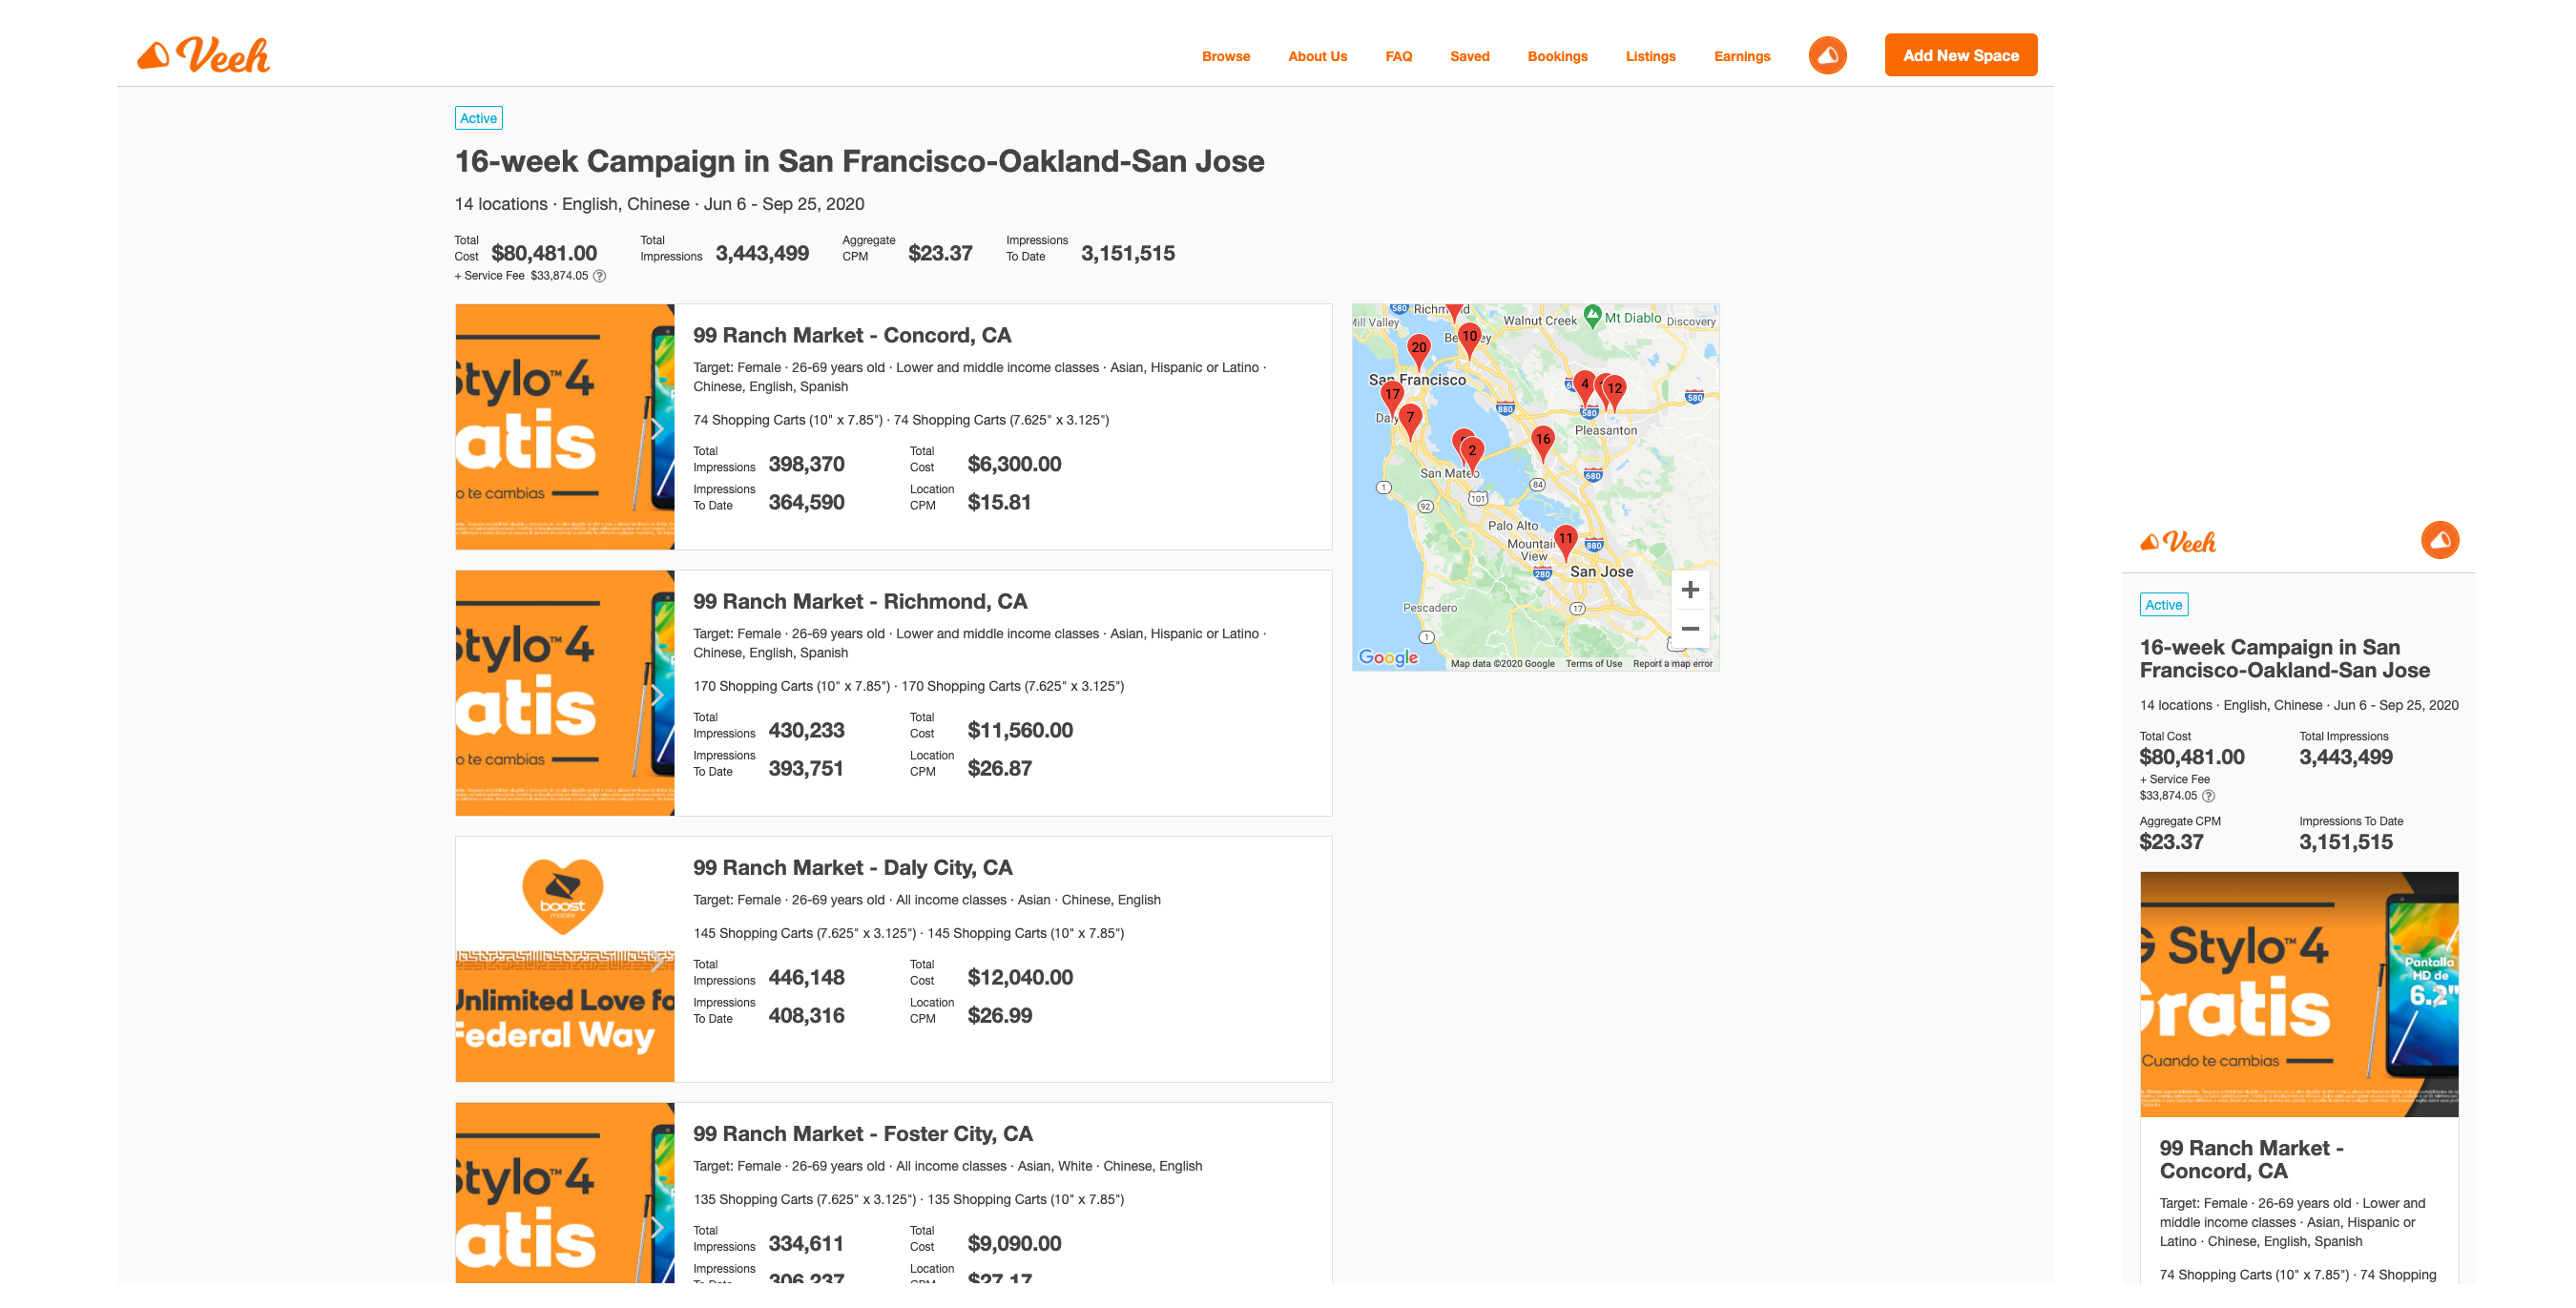 Veeh
Browse
About Us
FAQ
Saved
Bookings
Listings
Earnings
Add New Space
Active
16-week Campaign in San Francisco-Oakland-San Jose
14 locations · English, Chinese · Jun 6 - Sep 25, 2020
Total Cost $80,481.00
+ Service Fee $33,874.05 ?
Total Impressions 3,443,499
Aggregate CPM $23.37
Impressions To Date 3,151,515
Stylo™4
atis
o te cambias
99 Ranch Market - Concord, CA
Target: Female · 26-69 years old · Lower and middle income classes · Asian, Hispanic or Latino ·
Chinese, English, Spanish
74 Shopping Carts (10" x 7.85") · 74 Shopping Carts (7.625" x 3.125")
Total Impressions 398,370
Total Cost $6,300.00
Impressions To Date 364,590
Location CPM $15.81
Stylo™4
atis
o te cambias
99 Ranch Market - Richmond, CA
Target: Female · 26-69 years old · Lower and middle income classes · Asian, Hispanic or Latino ·
Chinese, English, Spanish
170 Shopping Carts (10" x 7.85") · 170 Shopping Carts (7.625" x 3.125")
Total Impressions 430,233
Total Cost $11,560.00
Impressions To Date 393,751
Location CPM $26.87
boost
mobile
Unlimited Love fo
Federal Way
99 Ranch Market - Daly City, CA
Target: Female · 26-69 years old · All income classes · Asian · Chinese, English
145 Shopping Carts (7.625" x 3.125") · 145 Shopping Carts (10" x 7.85")
Total Impressions 446,148
Total Cost $12,040.00
Impressions To Date 408,316
Location CPM $26.99
Stylo™4
atis
99 Ranch Market - Foster City, CA
Target: Female · 26-69 years old · All income classes · Asian, White · Chinese, English
135 Shopping Carts (7.625" x 3.125") · 135 Shopping Carts (10" x 7.85")
Total Impressions 334,611
Total Cost $9,090.00
Impressions To Date 306,237
Location CPM $27.17
580
Mill Valley
Walnut Creek
Mt Diablo
Discovery
10
20
San Francisco
17
7
4
12
580
580
880
Pleasanton
16
2
San Mateo
680
1
101
84
92
Palo Alto
Mountain
View
11
880
280
San Jose
Pescadero
17
1
Google
Map data ©2020 Google
Terms of Use
Report a map error
Veeh
Active
16-week Campaign in San
Francisco-Oakland-San Jose
14 locations · English, Chinese · Jun 6 - Sep 25, 2020
Total Cost
$80,481.00
+ Service Fee
$33,874.05 ?
Total Impressions
3,443,499
Aggregate CPM
$23.37
Impressions To Date
3,151,515
G Stylo™4
Gratis
Cuando te cambias
Pantalla
HD de
6.2"
99 Ranch Market -
Concord, CA
Target: Female · 26-69 years old · Lower and
middle income classes · Asian, Hispanic or
Latino · Chinese, English, Spanish
74 Shopping Carts (10" x 7.85") · 74 Shopping